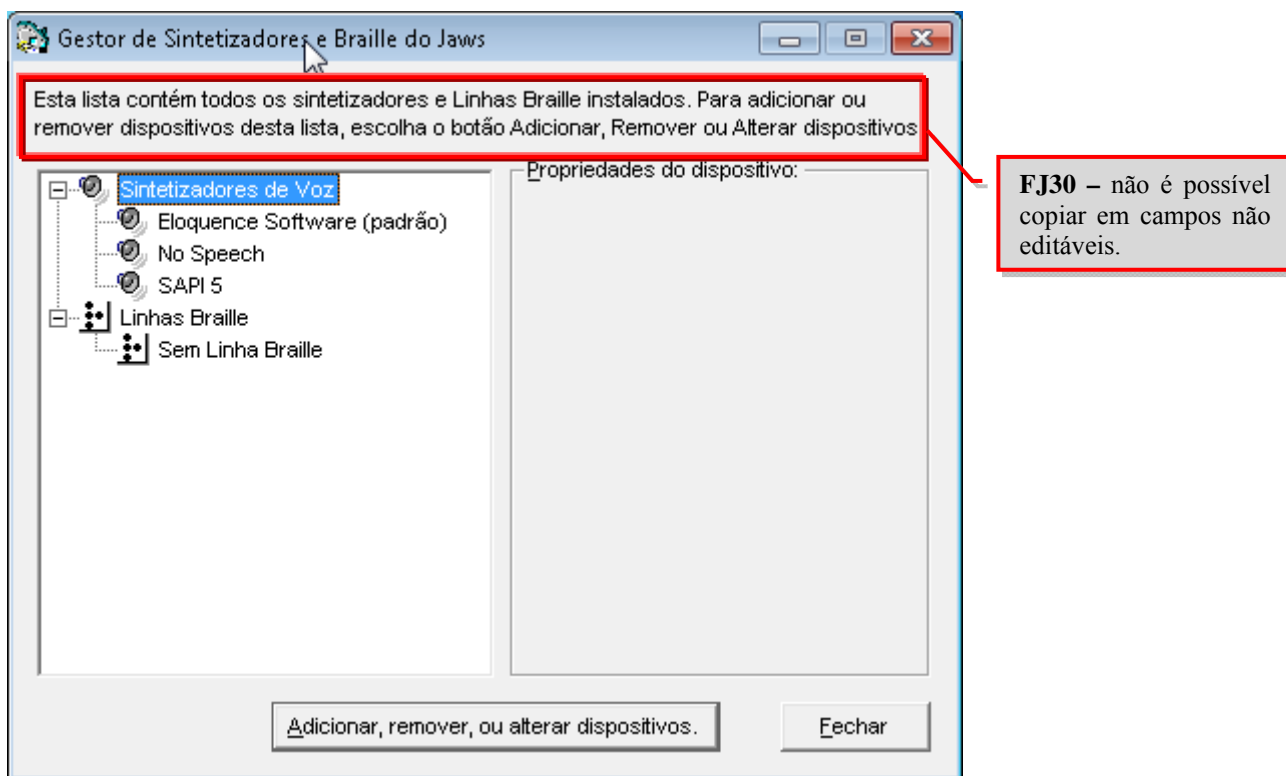 Gestor de Sintetizadores e Braille do Jaws
Esta lista contém todos os sintetizadores e Linhas Braille instalados. Para adicionar ou
remover dispositivos desta lista, escolha o botão Adicionar, Remover ou Alterar dispositivos
Sintetizadores de Voz
Eloquence Software (padrão)
No Speech
SAPI 5
Linhas Braille
Sem Linha Braille
Propriedades do dispositivo:
Adicionar, remover, ou alterar dispositivos.
Fechar
FJ30 – não é possível
copiar em campos não
editáveis.